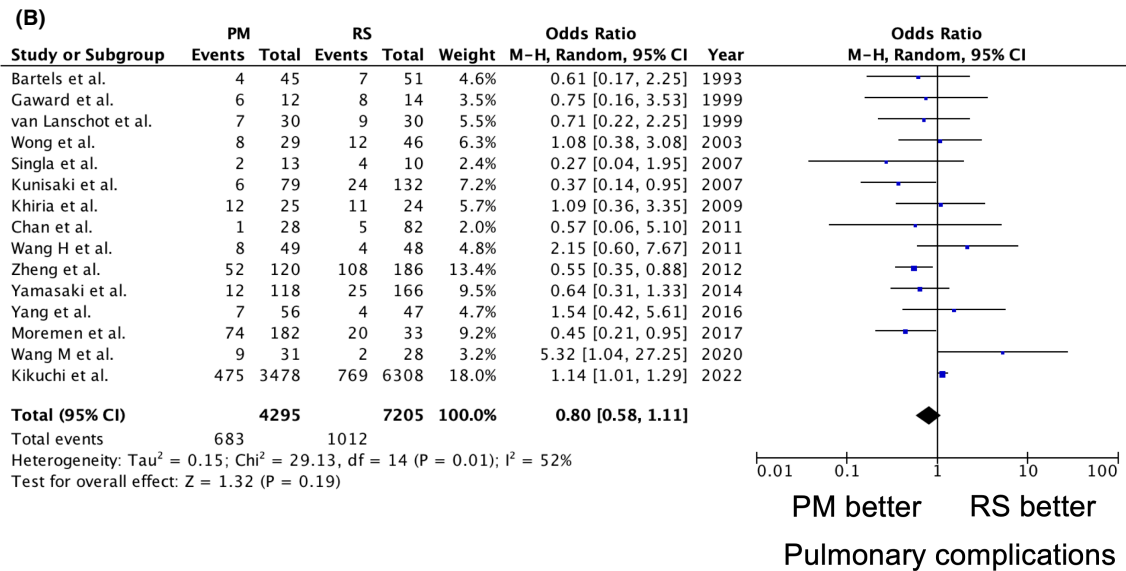 (B)
PM RS Odds Ratio Odds Ratio
Study or Subgroup Events Total Events Total Weight M-H, Random, 95% CI Year M-H, Random, 95% CI
Bartels et al. 4 45 7 51 4.6% 0.61 [0.17, 2.25] 1993
Gaward et al. 6 12 8 14 3.5% 0.75 [0.16, 3.53] 1999
van Lanschot et al. 7 30 9 30 5.5% 0.71 [0.22, 2.25] 1999
Wong et al. 8 29 12 46 6.3% 1.08 [0.38, 3.08] 2003
Singla et al. 2 13 4 10 2.4% 0.27 [0.04, 1.95] 2007
Kunisaki et al. 6 79 24 132 7.2% 0.37 [0.14, 0.95] 2007
Khiria et al. 12 25 11 24 5.7% 1.09 [0.36, 3.35] 2009
Chan et al. 1 28 5 82 2.0% 0.57 [0.06, 5.10] 2011
Wang H et al. 8 49 4 48 4.8% 2.15 [0.60, 7.67] 2011
Zheng et al. 52 120 108 186 13.4% 0.55 [0.35, 0.88] 2012
Yamasaki et al. 12 118 25 166 9.5% 0.64 [0.31, 1.33] 2014
Yang et al. 7 56 4 47 4.7% 1.54 [0.42, 5.61] 2016
Moremen et al. 74 182 20 33 9.2% 0.45 [0.21, 0.95] 2017
Wang M et al. 9 31 2 28 3.2% 5.32 [1.04, 27.25] 2020
Kikuchi et al. 475 3478 769 6308 18.0% 1.14 [1.01, 1.29] 2022
Total (95% CI) 4295 7205 100.0% 0.80 [0.58, 1.11]
Total events 683 1012
Heterogeneity: Tau² = 0.15; Chi² = 29.13, df = 14 (P = 0.01); I² = 52%
Test for overall effect: Z = 1.32 (P = 0.19)
0.01 0.1 1 10 100
PM better RS better
Pulmonary complications